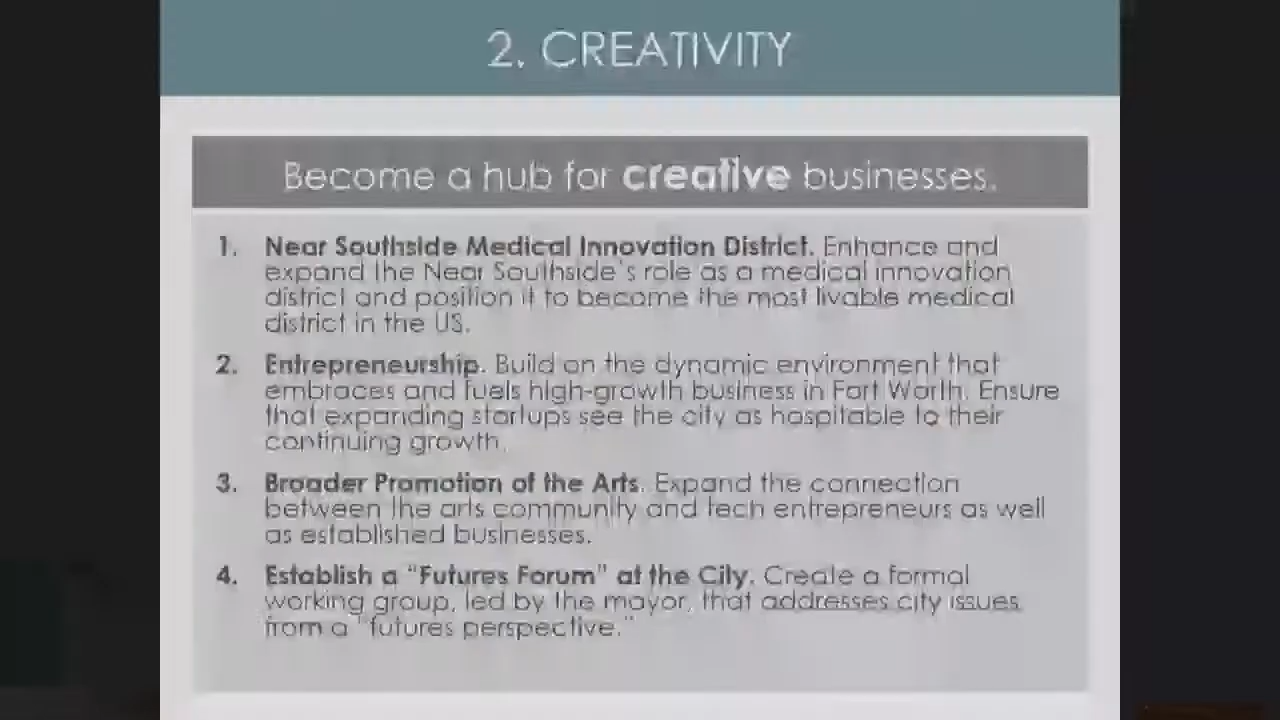 2. CREATIVITY
Become a hub for creative businesses.
1. Near Southside Medical Innovation District. Enhance and
expand the Near Southside's role as a medical innovation
district and position it to become the most livable medical
district in the US.
2. Entrepreneurship. Build on the dynamic environment that
embraces and fuels high-growth business in Fort Worth. Ensure
that expanding startups see the city as hospitable to their
continuing growth.
3. Broader Promotion of the Arts. Expand the connection
between the arts community and tech entrepreneurs as well
as established businesses.
4. Establish a "Futures Forum" at the City. Create a formal
working group, led by the mayor, that addresses city issues
from a "futures perspective."